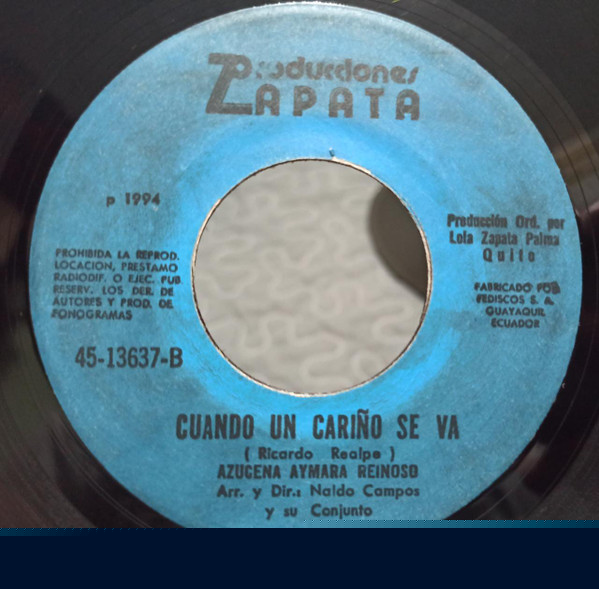 Producciones
ZAPATA
p 1994
Producción Ord. por
Lola Zapata Palma
Quito
PROHIBIDA LA REPROD.
LOCACION, PRESTAMO
RADIODIF. O EJEC. PUB
RESERV. LOS DER. DE
AUTORES Y PROD. DE
FONOGRAMAS
FABRICADO POR
FEDISCOS S. A.
GUAYAQUIL
ECUADOR
45-13637-B
CUANDO UN CARIÑO SE VA
( Ricardo Realpe )
AZUCENA AYMARA REINOSO
Arr. y Dir.: Naldo Campos
y su Conjunto